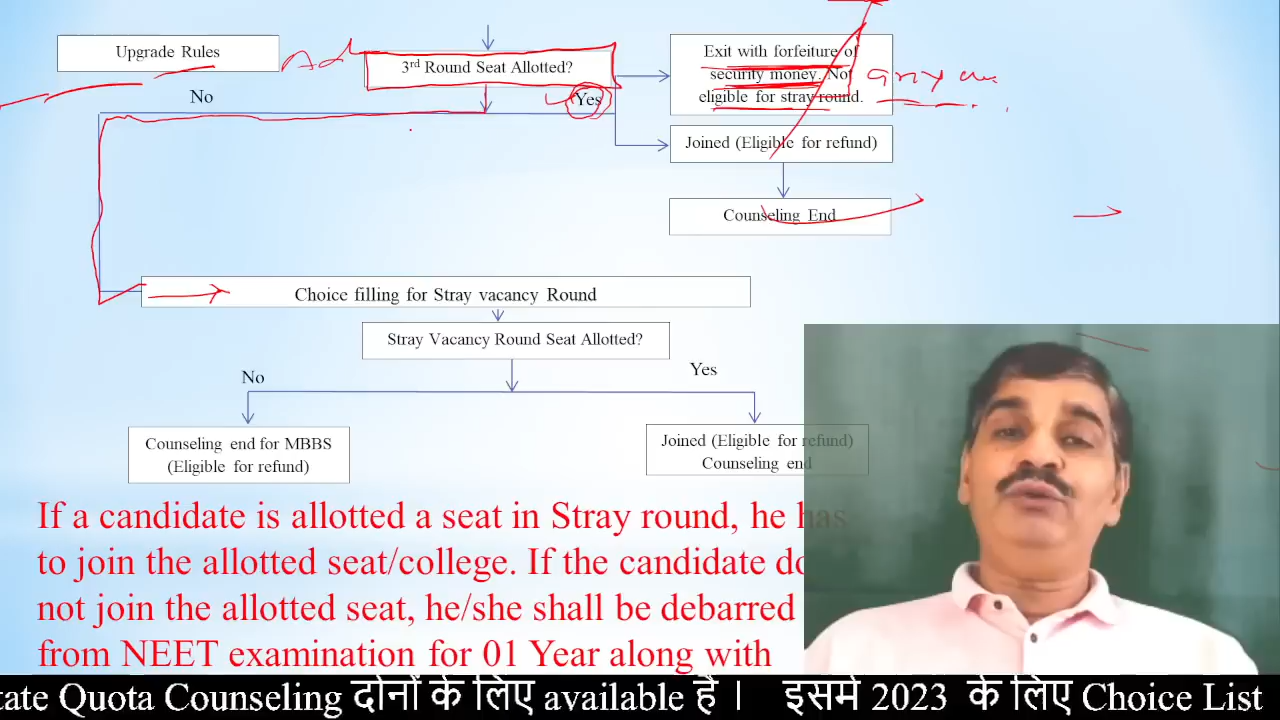 Upgrade Rules
3rd Round Seat Allotted?
Exit with forfeiture of
security money. Not
eligible for stray round.
No
Yes
Joined (Eligible for refund)
Counseling End
Choice filling for Stray vacancy Round
Stray Vacancy Round Seat Allotted?
No
Yes
Counseling end for MBBS
(Eligible for refund)
Joined (Eligible for refund)
Counseling end
If a candidate is allotted a seat in Stray round, he has
to join the allotted seat/college. If the candidate do
not join the allotted seat, he/she shall be debarred
from NEET examination for 01 Year along with
tate Quota Counseling दोनों के लिए available है । इसमें 2023 के लिए Choice List